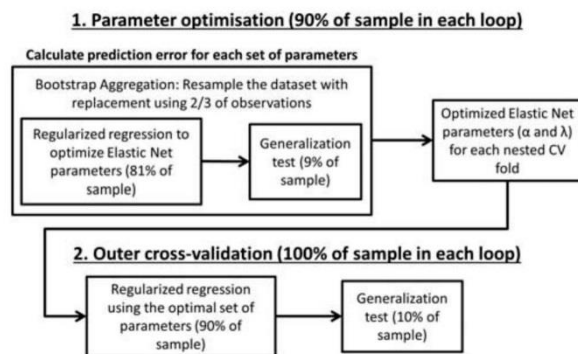 1. Parameter optimisation (90% of sample in each loop)
Calculate prediction error for each set of parameters
Bootstrap Aggregation: Resample the dataset with
replacement using 2/3 of observations
Regularized regression to
optimize Elastic Net
parameters (81% of
sample)
Generalization
test (9% of
sample)
Optimized Elastic Net
parameters (α and λ)
for each nested CV
fold
2. Outer cross-validation (100% of sample in each loop)
Regularized regression
using the optimal set of
parameters (90% of
sample)
Generalization
test (10% of
sample)